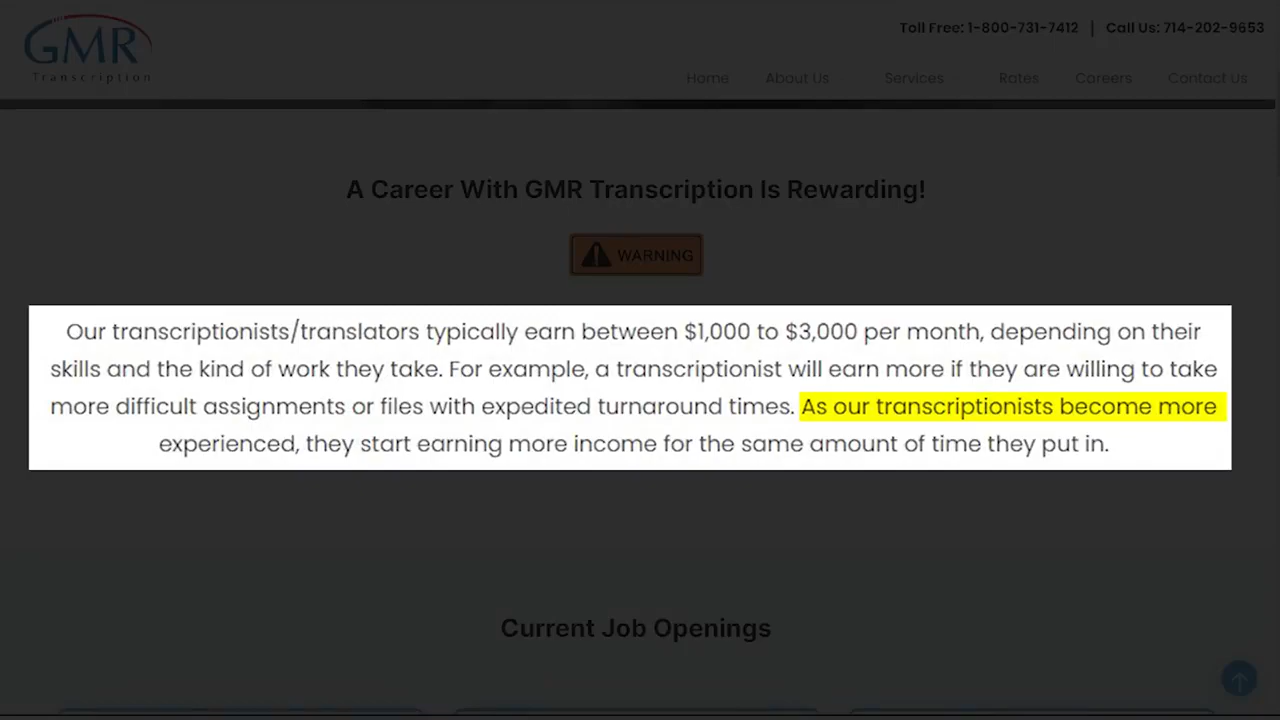 GMR
Transcription
Toll Free: 1-800-731-7412 | Call Us: 714-202-9653
Home About Us Services Rates Careers Contact Us
A Career With GMR Transcription Is Rewarding!
WARNING
Our transcriptionists/translators typically earn between $1,000 to $3,000 per month, depending on their
skills and the kind of work they take. For example, a transcriptionist will earn more if they are willing to take
more difficult assignments or files with expedited turnaround times. As our transcriptionists become more
experienced, they start earning more income for the same amount of time they put in.
Current Job Openings